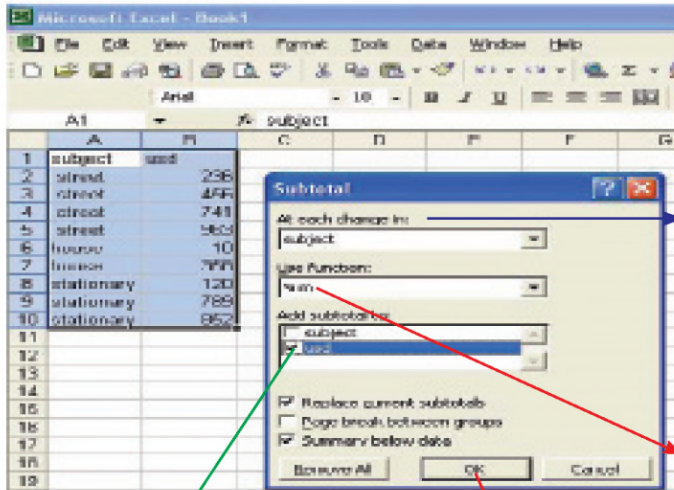 Microsoft Excel - Book1
File Edit View Insert Format Tools Data Window Help
Arial 10 B I U
A1 fx subject
A B C D E F G
1 subject usd
2 street 236
3 street 456
4 street 741
5 street 963
6 house 10
7 house
8 stationary 120
9 stationary 789
10 stationary 852
11
12
13
14
15
16
17
18
19
Subtotal
At each change in:
subject
Use function:
Sum
Add subtotal to:
subject
usd
Replace current subtotals
Page break between groups
Summary below data
Remove All OK Cancel